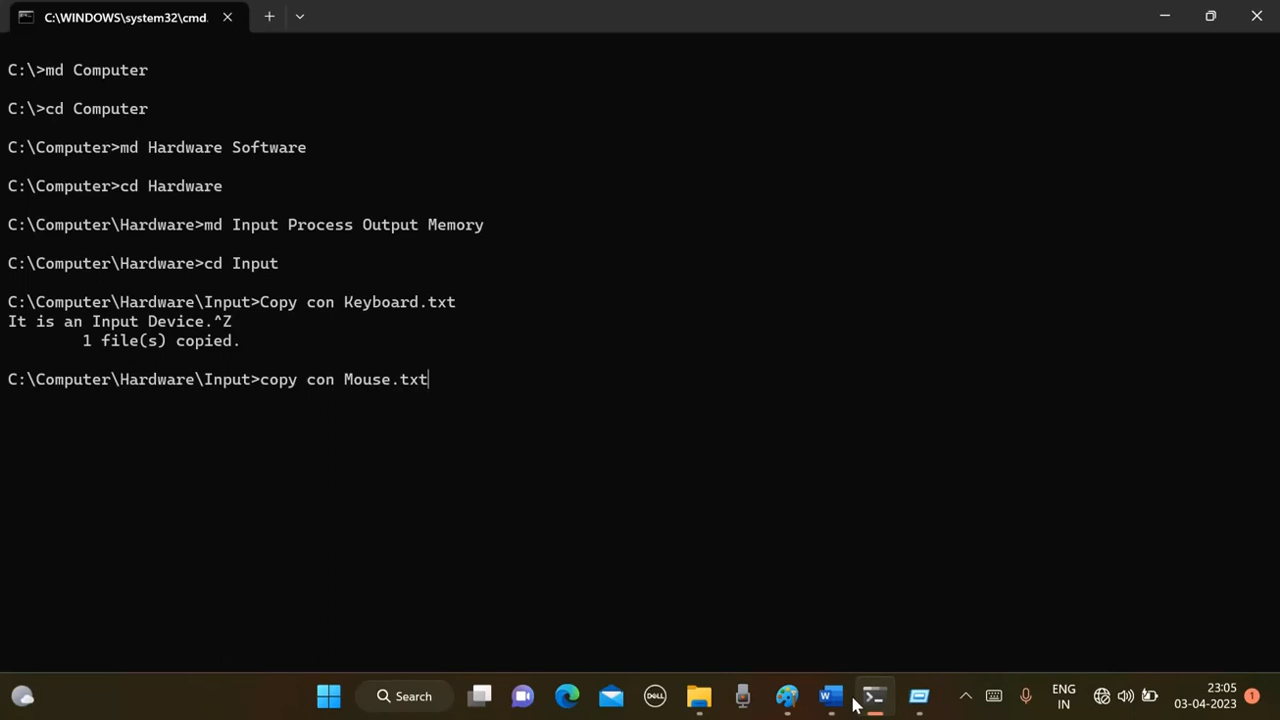 C:\WINDOWS\system32\cmd.
C:\>md Computer
C:\>cd Computer
C:\Computer>md Hardware Software
C:\Computer>cd Hardware
C:\Computer\Hardware>md Input Process Output Memory
C:\Computer\Hardware>cd Input
C:\Computer\Hardware\Input>Copy con Keyboard.txt
It is an Input Device.^Z
1 file(s) copied.
C:\Computer\Hardware\Input>copy con Mouse.txt
Search
DELL
W
ENG
IN
23:05
03-04-2023
1